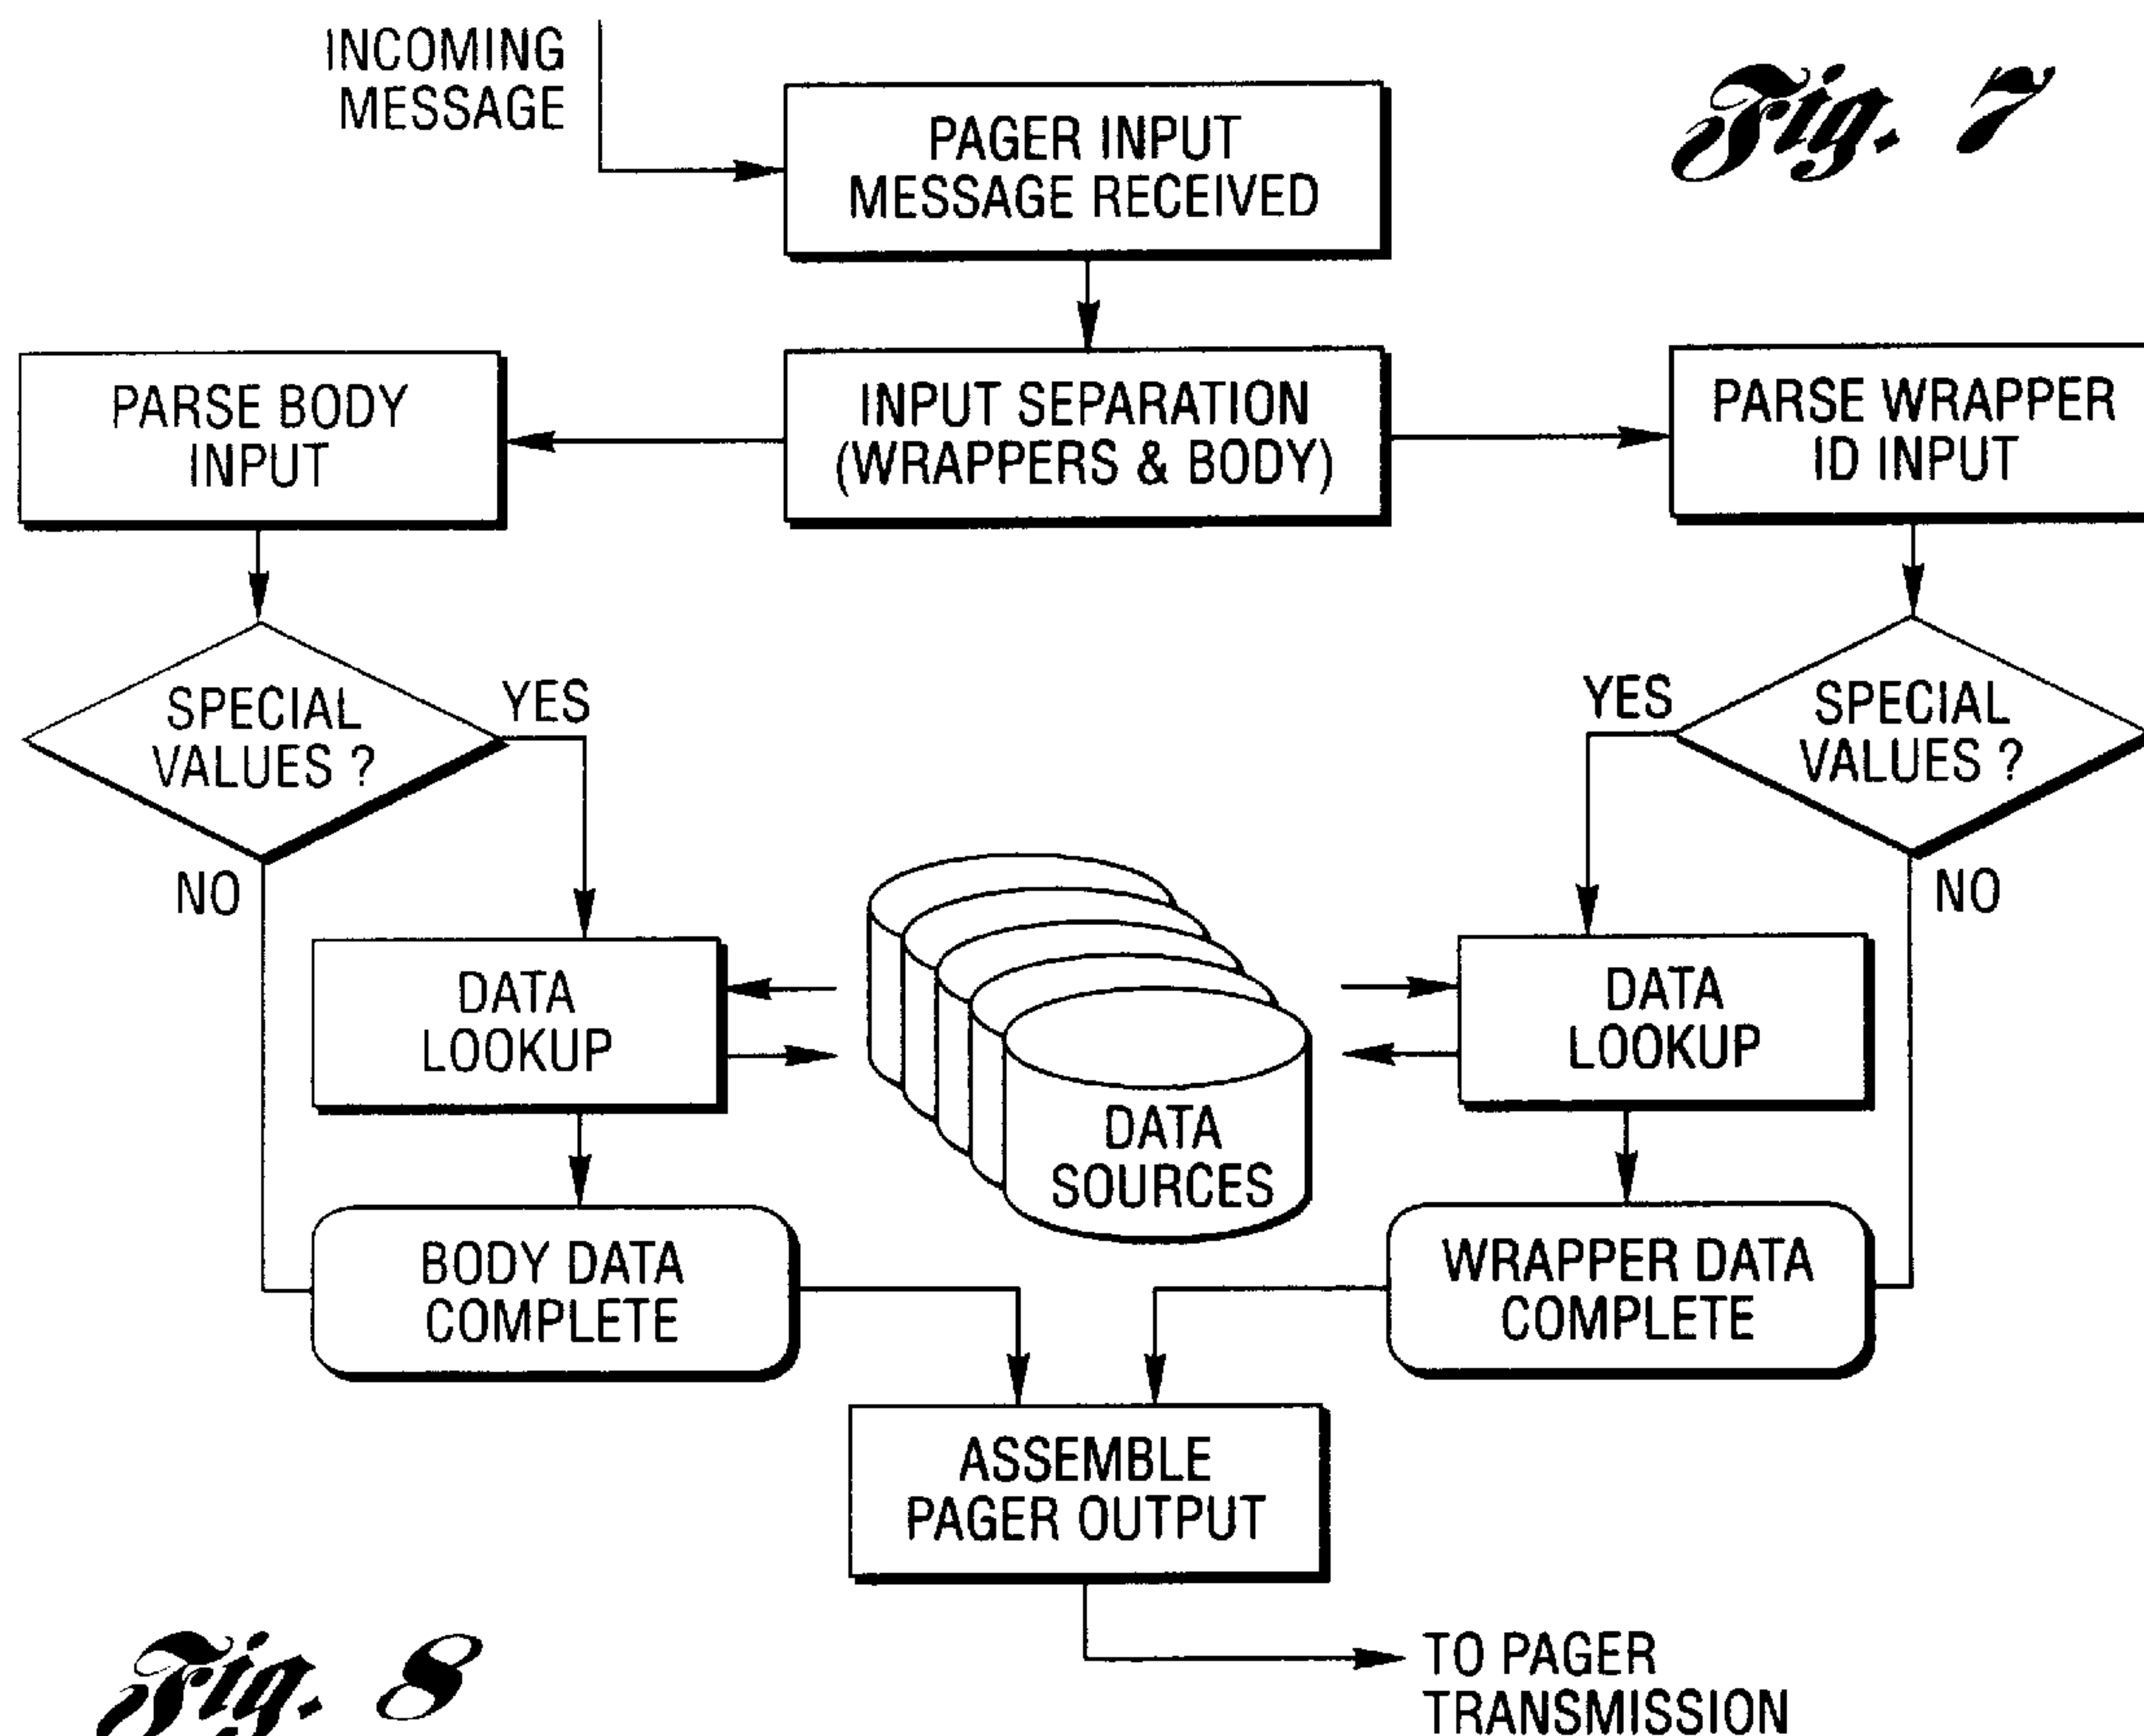 INCOMING
MESSAGE
PAGER INPUT
MESSAGE RECEIVED
Fig. 7
PARSE BODY
INPUT
INPUT SEPARATION
(WRAPPERS & BODY)
PARSE WRAPPER
ID INPUT
SPECIAL
VALUES ?
YES
NO
YES
SPECIAL
VALUES ?
NO
DATA
LOOKUP
DATA
SOURCES
DATA
LOOKUP
BODY DATA
COMPLETE
WRAPPER DATA
COMPLETE
ASSEMBLE
PAGER OUTPUT
TO PAGER
TRANSMISSION
Fig. 8